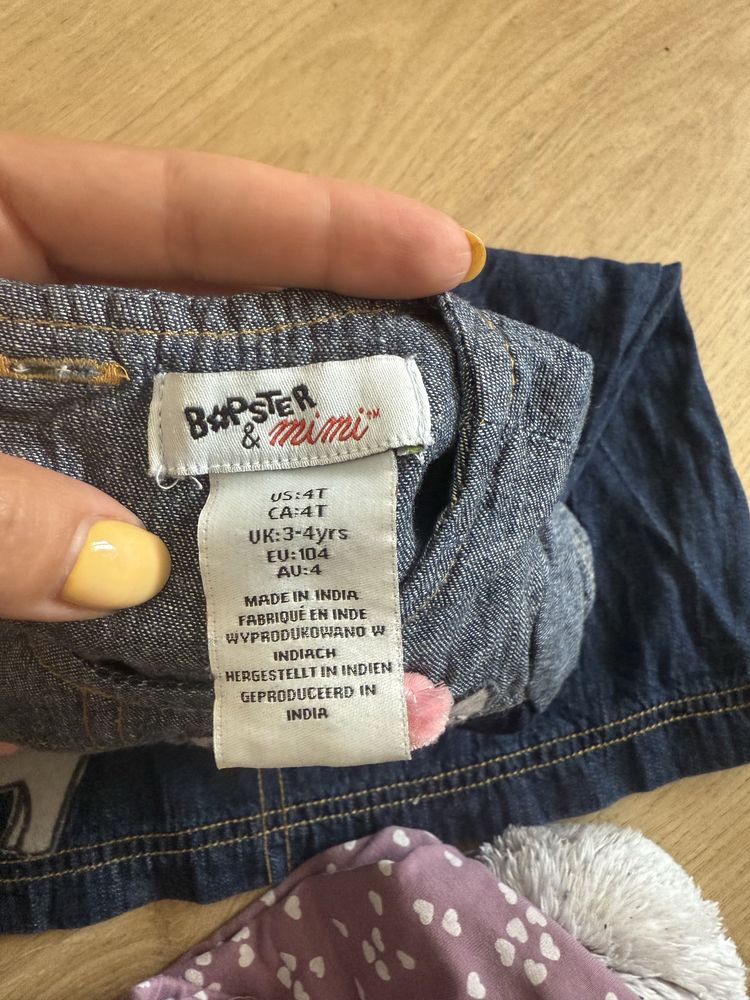 BOPSTER
& mimi™
US:4T
CA:4T
UK:3-4yrs
EU:104
AU:4
MADE IN INDIA
FABRIQUÉ EN INDE
WYPRODUKOWANO W
INDIACH
HERGESTELLT IN INDIEN
GEPRODUCEERD IN
INDIA